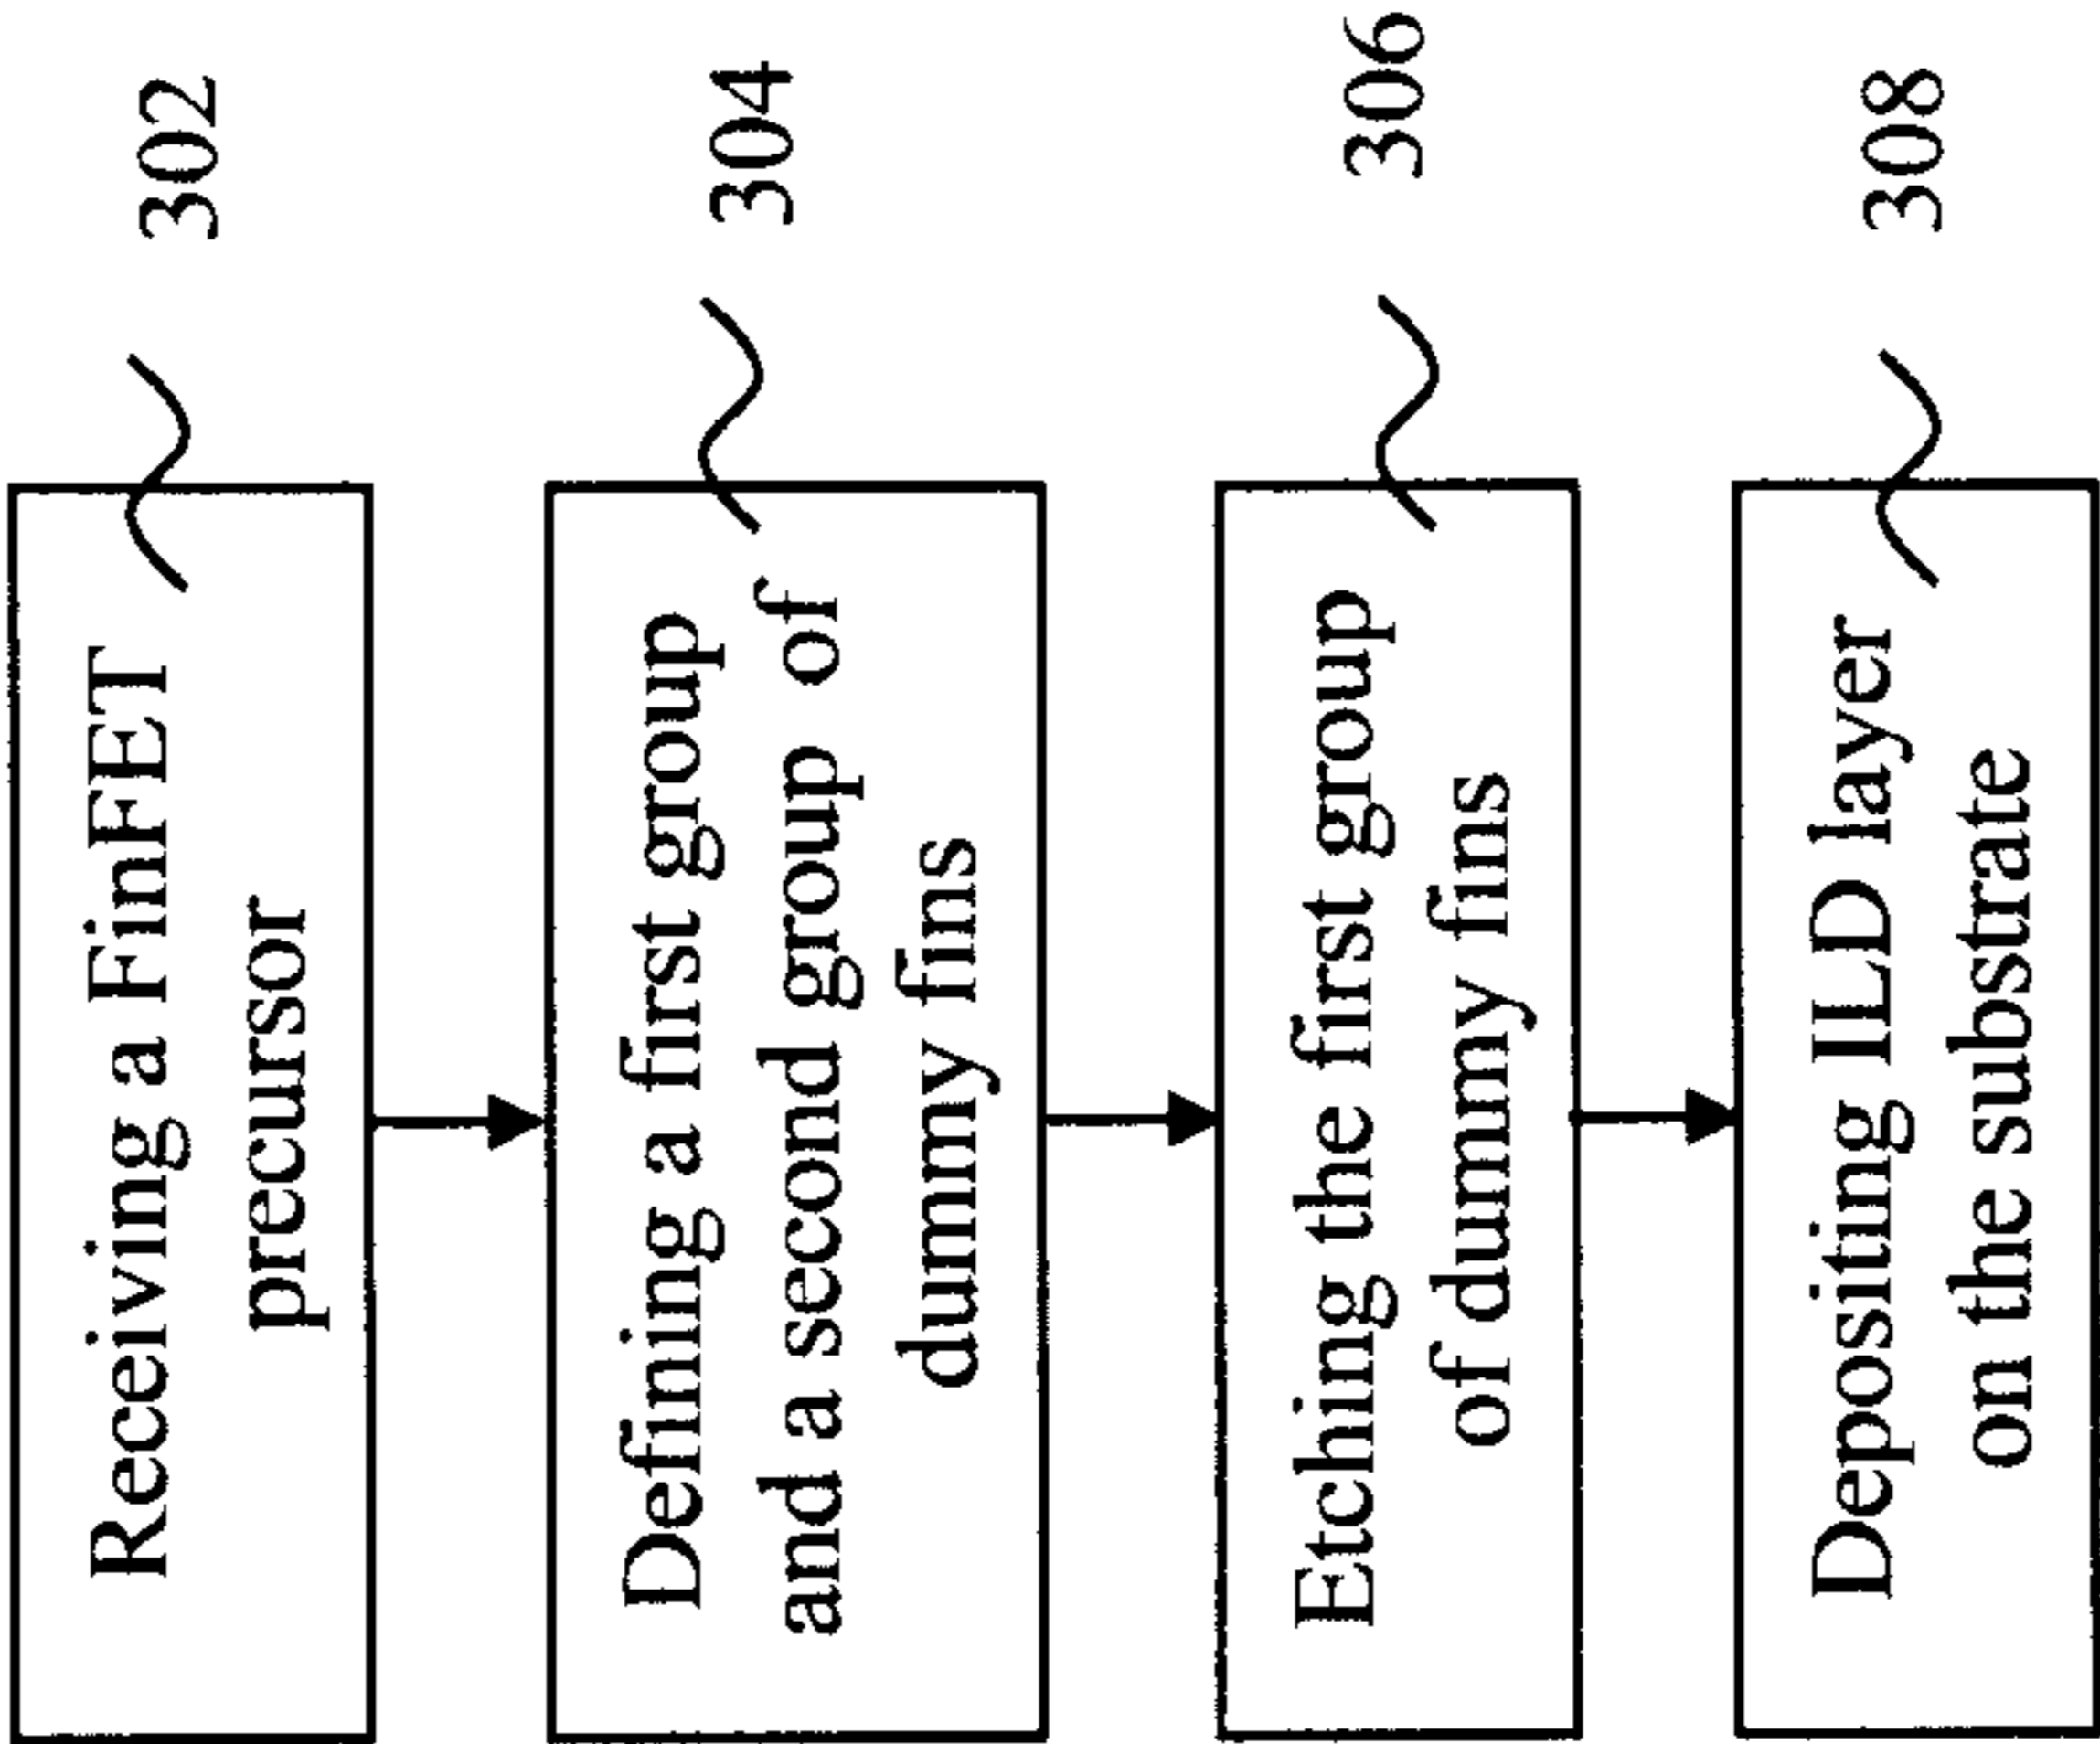 Receiving a FinFET
precursor
302
Defining a first group
and a second group of
dummy fins
304
Etching the first group
of dummy fins
306
Depositing ILD layer
on the substrate
308